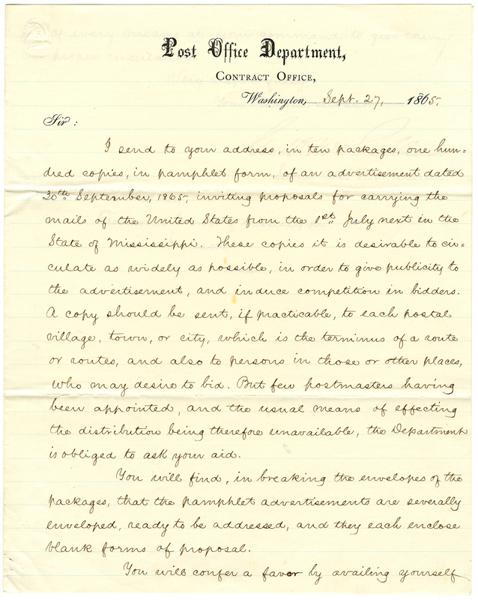 Post Office Department,
Contract Office,
Washington, Sept. 27, 1865.
Sir:
I send to your address, in ten packages, one hun-
dred copies, in pamphlet form, of an advertisement dated
30th September, 1865, inviting proposals for carrying the
mails of the United States from the 1st July next in the
State of Mississippi. These copies it is desirable to cir-
culate as widely as possible, in order to give publicity to
the advertisement, and induce competition in bidders.
A copy should be sent, if practicable, to each postal
village, town, or city, which is the terminus of a route
or routes, and also to persons in those or other places,
who may desire to bid. But few postmasters having
been appointed, and the usual means of effecting
the distribution being therefore unavailable, the Department
is obliged to ask your aid.
You will find, in breaking the envelopes of the
packages, that the pamphlet advertisements are severally
enveloped, ready to be addressed, and they each enclose
blank forms of proposal.
You will confer a favor by availing yourself